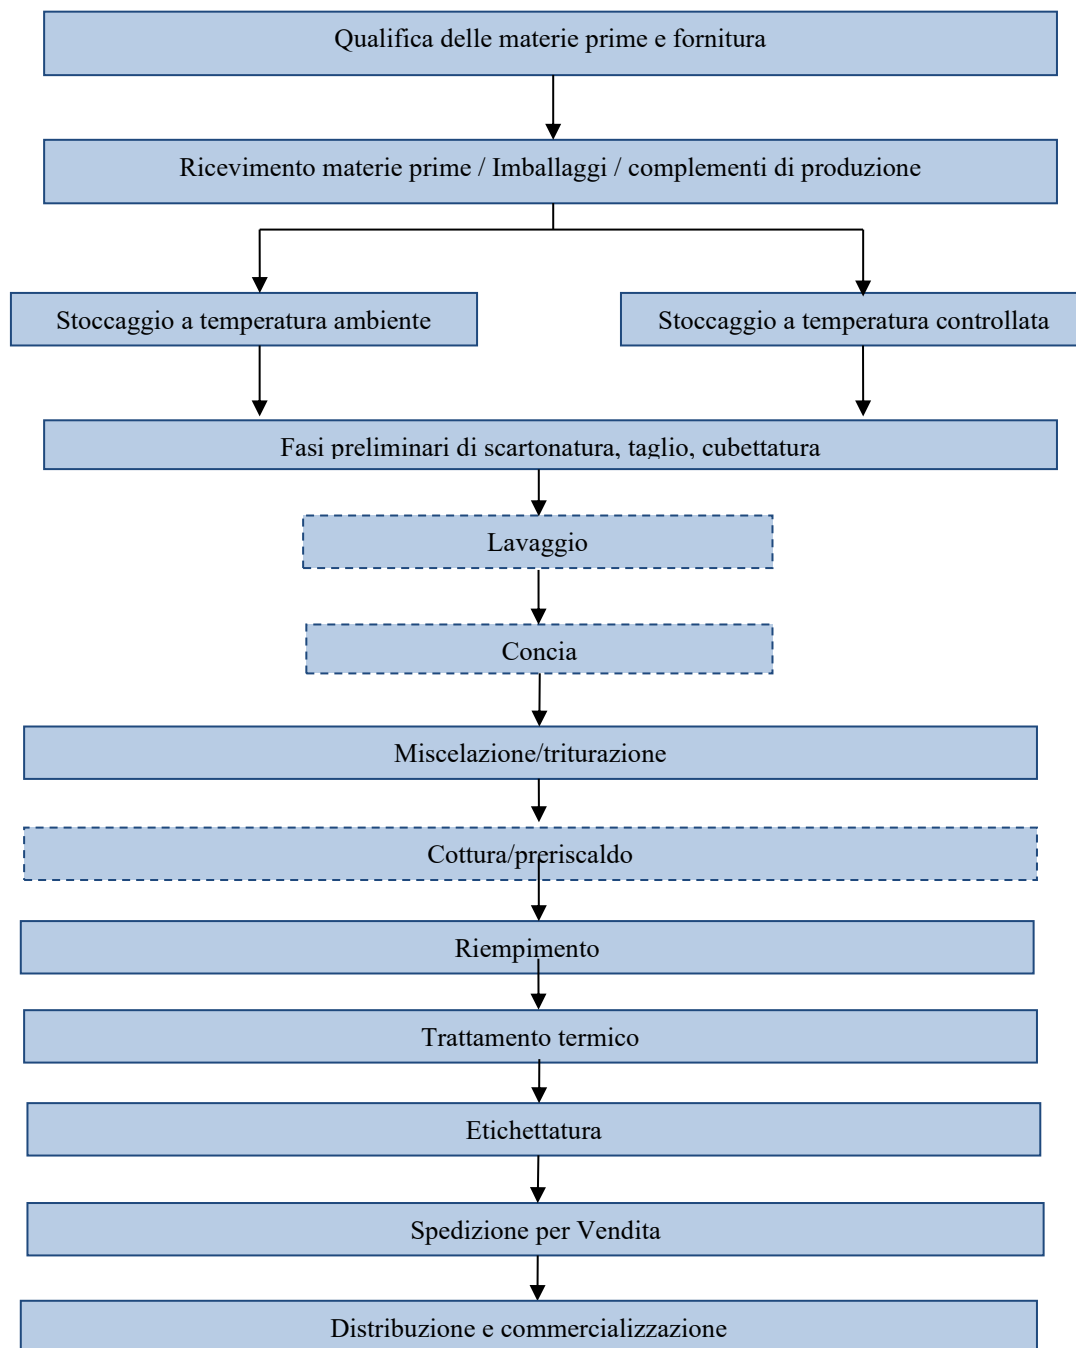 Qualifica delle materie prime e fornitura
Ricevimento materie prime / Imballaggi / complementi di produzione
Stoccaggio a temperatura ambiente
Stoccaggio a temperatura controllata
Fasi preliminari di scartonatura, taglio, cubettatura
Lavaggio
Concia
Miscelazione/triturazione
Cottura/preriscaldo
Riempimento
Trattamento termico
Etichettatura
Spedizione per Vendita
Distribuzione e commercializzazione